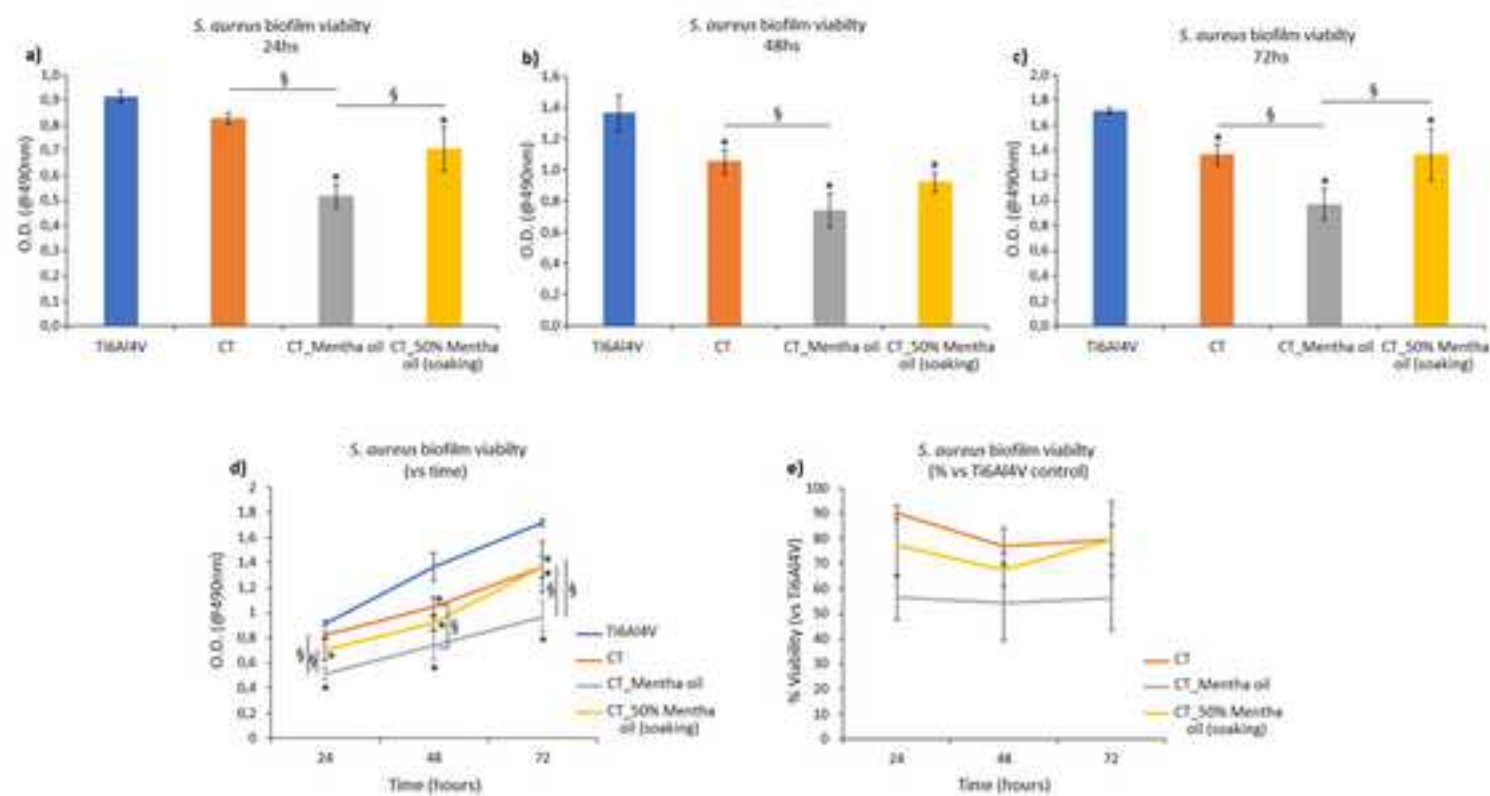 S. aureus biofilm viabilty
24hs
a)
1,0
0,9
0,8
0,7
0,6
0,5
0,4
0,3
0,2
0,1
0,0
O.D. (@490nm)
§
§
*
*
Ti6Al4V
CT
CT_Mentha oil
CT_50% Mentha
oil (soaking)
S. aureus biofilm viabilty
48hs
b)
1,6
1,4
1,2
1,0
0,8
0,6
0,4
0,2
0,0
O.D. (@490nm)
§
*
*
*
Ti6Al4V
CT
CT_Mentha oil
CT_50% Mentha
oil (soaking)
S. aureus biofilm viabilty
72hs
c)
2,0
1,8
1,6
1,4
1,2
1,0
0,8
0,6
0,4
0,2
0,0
O.D. (@490nm)
§
§
*
*
*
Ti6Al4V
CT
CT_Mentha oil
CT_50% Mentha
oil (soaking)
S. aureus biofilm viabilty
(vs time)
d)
2
1,8
1,6
1,4
1,2
1
0,8
0,6
0,4
0,2
0
O.D. (@490nm)
§
§
*
*
*
*
§
*
*
*
§
§
*
24
48
72
Time (hours)
Ti6Al4V
CT
CT_Mentha oil
CT_50% Mentha
oil (soaking)
S. aureus biofilm viabilty
(% vs Ti6Al4V control)
e)
100
90
80
70
60
50
40
30
20
10
0
% Viability (vs Ti6Al4V)
24
48
72
Time (hours)
CT
CT_Mentha oil
CT_50% Mentha
oil (soaking)